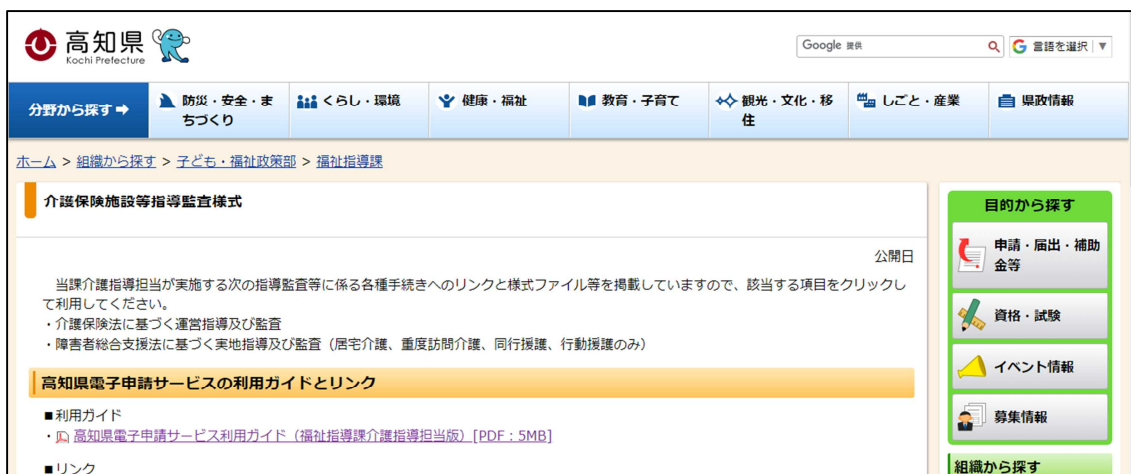 高知県
Kochi Prefecture
Google 提供
言語を選択 ▼
分野から探す
防災・安全・ま
ちづくり
くらし・環境
健康・福祉
教育・子育て
観光・文化・移
住
しごと・産業
県政情報
ホーム > 組織から探す > 子ども・福祉政策部 > 福祉指導課
介護保険施設等指導監査様式
公開日
当課介護指導担当が実施する次の指導監査等に係る各種手続きへのリンクと様式ファイル等を掲載していますので、該当する項目をクリックし
て利用してください。
・介護保険法に基づく運営指導及び監査
・障害者総合支援法に基づく実地指導及び監査（居宅介護、重度訪問介護、同行援護、行動援護のみ）
高知県電子申請サービスの利用ガイドとリンク
■利用ガイド
・高知県電子申請サービス利用ガイド（福祉指導課介護指導担当版）[PDF：5MB]
■リンク
目的から探す
申請・届出・補助
金等
資格・試験
イベント情報
募集情報
組織から探す